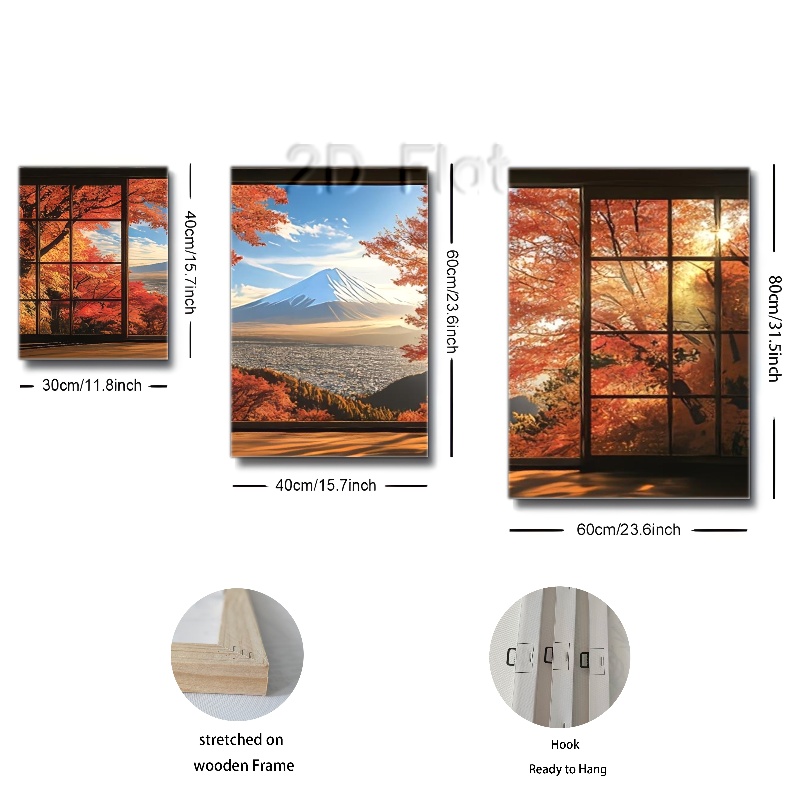 2D Flat
40cm/15.7inch
30cm/11.8inch
60cm/23.6inch
40cm/15.7inch
80cm/31.5inch
60cm/23.6inch
stretched on
wooden Frame
Hook
Ready to Hang